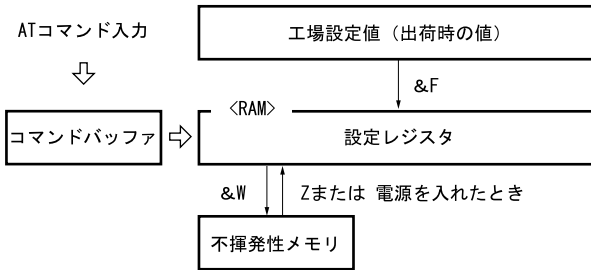 ATコマンド入力
工場設定値（出荷時の値）
&F
<RAM>
コマンドバッファ
設定レジスタ
&W
Zまたは 電源を入れたとき
不揮発性メモリ